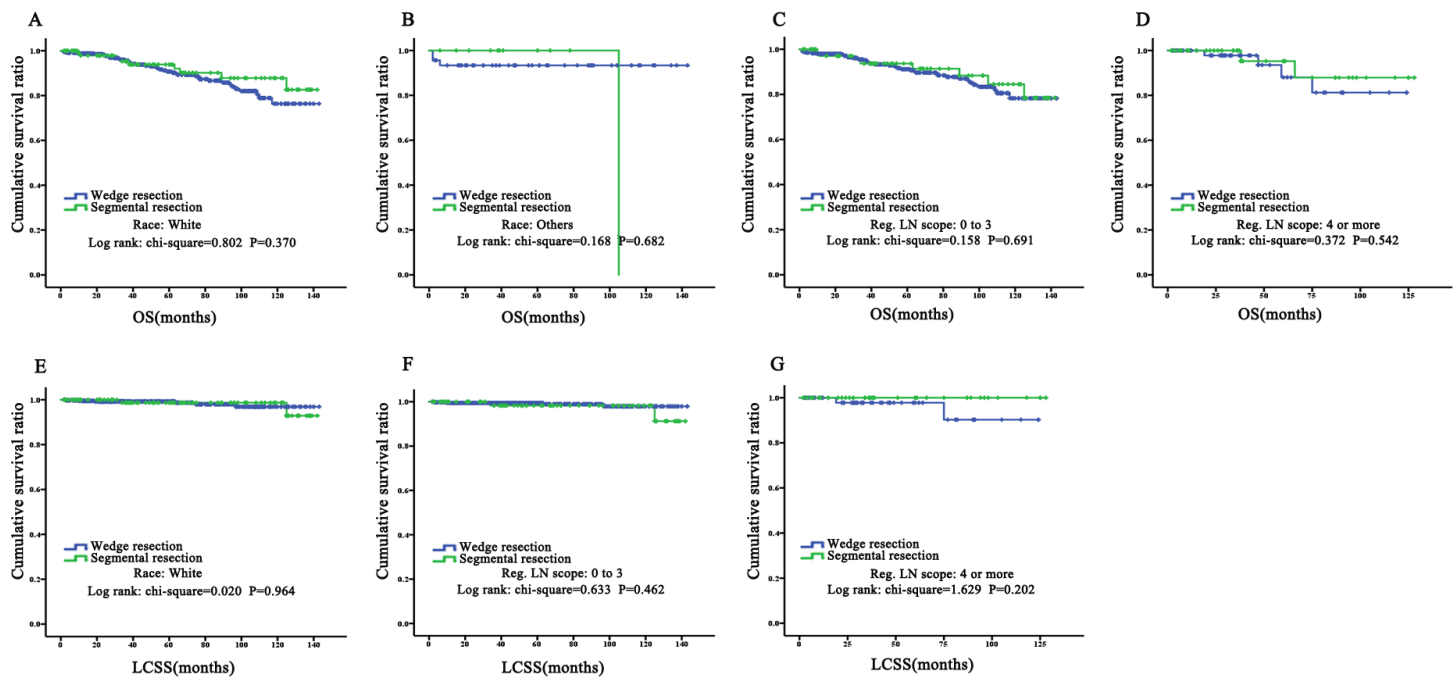 A
Cumulative survival ratio
1.0
0.8
0.6
0.4
0.2
0.0
Wedge resection
Segmental resection
Race: White
Log rank: chi-square=0.802 P=0.370
0 20 40 60 80 100 120 140
OS(months)
B
Cumulative survival ratio
1.0
0.8
0.6
0.4
0.2
0.0
Wedge resection
Segmental resection
Race: Others
Log rank: chi-square=0.168 P=0.682
0 20 40 60 80 100 120 140
OS(months)
C
Cumulative survival ratio
1.0
0.8
0.6
0.4
0.2
0.0
Wedge resection
Segmental resection
Reg. LN scope: 0 to 3
Log rank: chi-square=0.158 P=0.691
0 20 40 60 80 100 120 140
OS(months)
D
Cumulative survival ratio
1.0
0.8
0.6
0.4
0.2
0.0
Wedge resection
Segmental resection
Reg. LN scope: 4 or more
Log rank: chi-square=0.372 P=0.542
0 25 50 75 100 125
OS(months)
E
Cumulative survival ratio
1.0
0.8
0.6
0.4
0.2
0.0
Wedge resection
Segmental resection
Race: White
Log rank: chi-square=0.020 P=0.964
0 20 40 60 80 100 120 140
LCSS(months)
F
Cumulative survival ratio
1.0
0.8
0.6
0.4
0.2
0.0
Wedge resection
Segmental resection
Reg. LN scope: 0 to 3
Log rank: chi-square=0.633 P=0.462
0 20 40 60 80 100 120 140
LCSS(months)
G
Cumulative survival ratio
1.0
0.8
0.6
0.4
0.2
0.0
Wedge resection
Segmental resection
Reg. LN scope: 4 or more
Log rank: chi-square=1.629 P=0.202
0 25 50 75 100 125
LCSS(months)